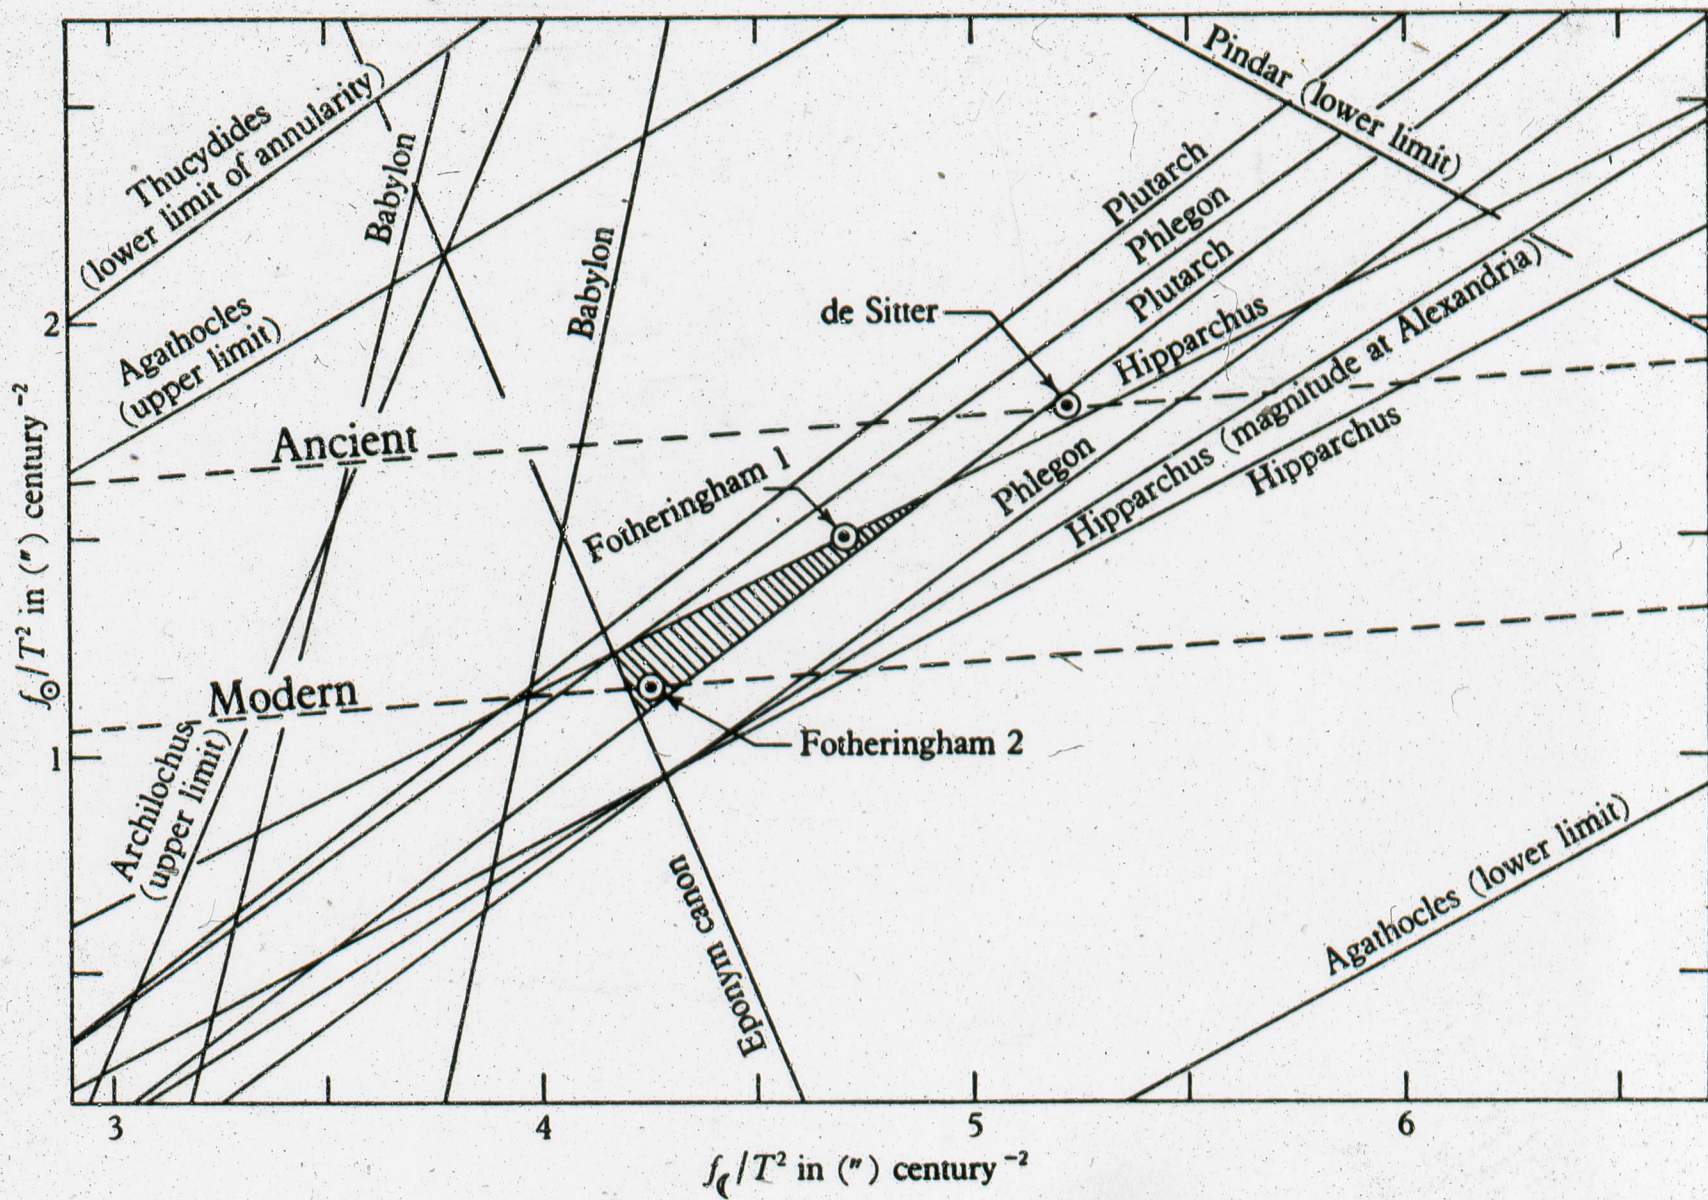 Pindar (lower limit)
Thucydides
(lower limit of annularity)
Babylon
Babylon
Plutarch
Phlegon
Plutarch
Agathocles
(upper limit)
2
de Sitter
Hipparchus
Ancient
Fotheringham 1
Phlegon
Hipparchus (magnitude at Alexandria)
Hipparchus
f☉/T² in (″) century⁻²
Modern
Fotheringham 2
1
Archilochus
(upper limit)
Eponym canon
Agathocles (lower limit)
3 4 5 6
f☾/T² in (″) century⁻²